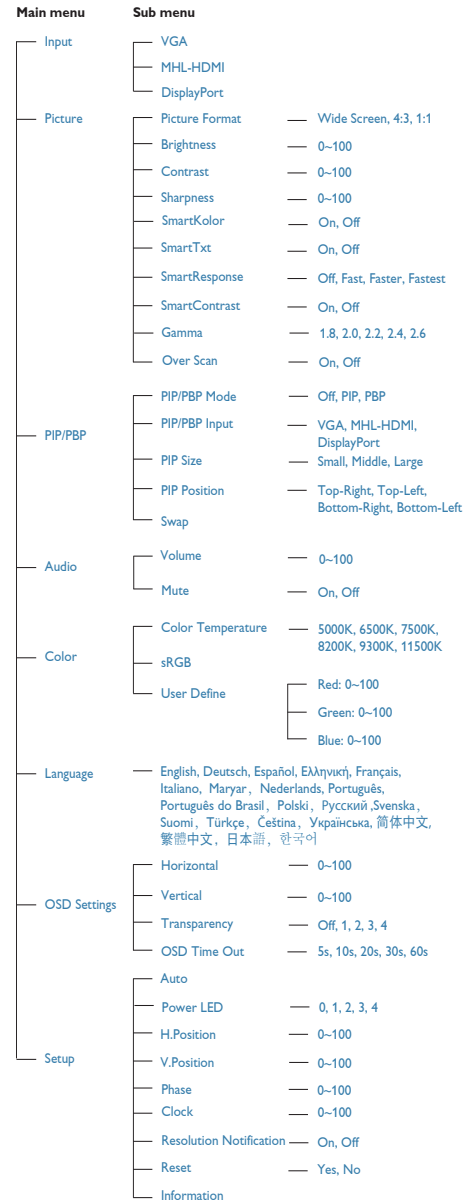 Main menu Sub menu
Input VGA
MHL-HDMI
DisplayPort
Picture Picture Format Wide Screen, 4:3, 1:1
Brightness 0~100
Contrast 0~100
Sharpness 0~100
SmartKolor On, Off
SmartTxt On, Off
SmartResponse Off, Fast, Faster, Fastest
SmartContrast On, Off
Gamma 1.8, 2.0, 2.2, 2.4, 2.6
Over Scan On, Off
PIP/PBP PIP/PBP Mode Off, PIP, PBP
PIP/PBP Input VGA, MHL-HDMI,
DisplayPort
PIP Size Small, Middle, Large
PIP Position Top-Right, Top-Left,
Bottom-Right, Bottom-Left
Swap
Audio Volume 0~100
Mute On, Off
Color Color Temperature 5000K, 6500K, 7500K,
8200K, 9300K, 11500K
sRGB
User Define Red: 0~100
Green: 0~100
Blue: 0~100
Language English, Deutsch, Español, Ελληνική, Français,
Italiano, Maryar, Nederlands, Português,
Português do Brasil, Polski, Русский ,Svenska,
Suomi, Türkçe, Čeština, Українська, 简体中文,
繁體中文, 日本語, 한국어
OSD Settings Horizontal 0~100
Vertical 0~100
Transparency Off, 1, 2, 3, 4
OSD Time Out 5s, 10s, 20s, 30s, 60s
Setup Auto
Power LED 0, 1, 2, 3, 4
H.Position 0~100
V.Position 0~100
Phase 0~100
Clock 0~100
Resolution Notification On, Off
Reset Yes, No
Information